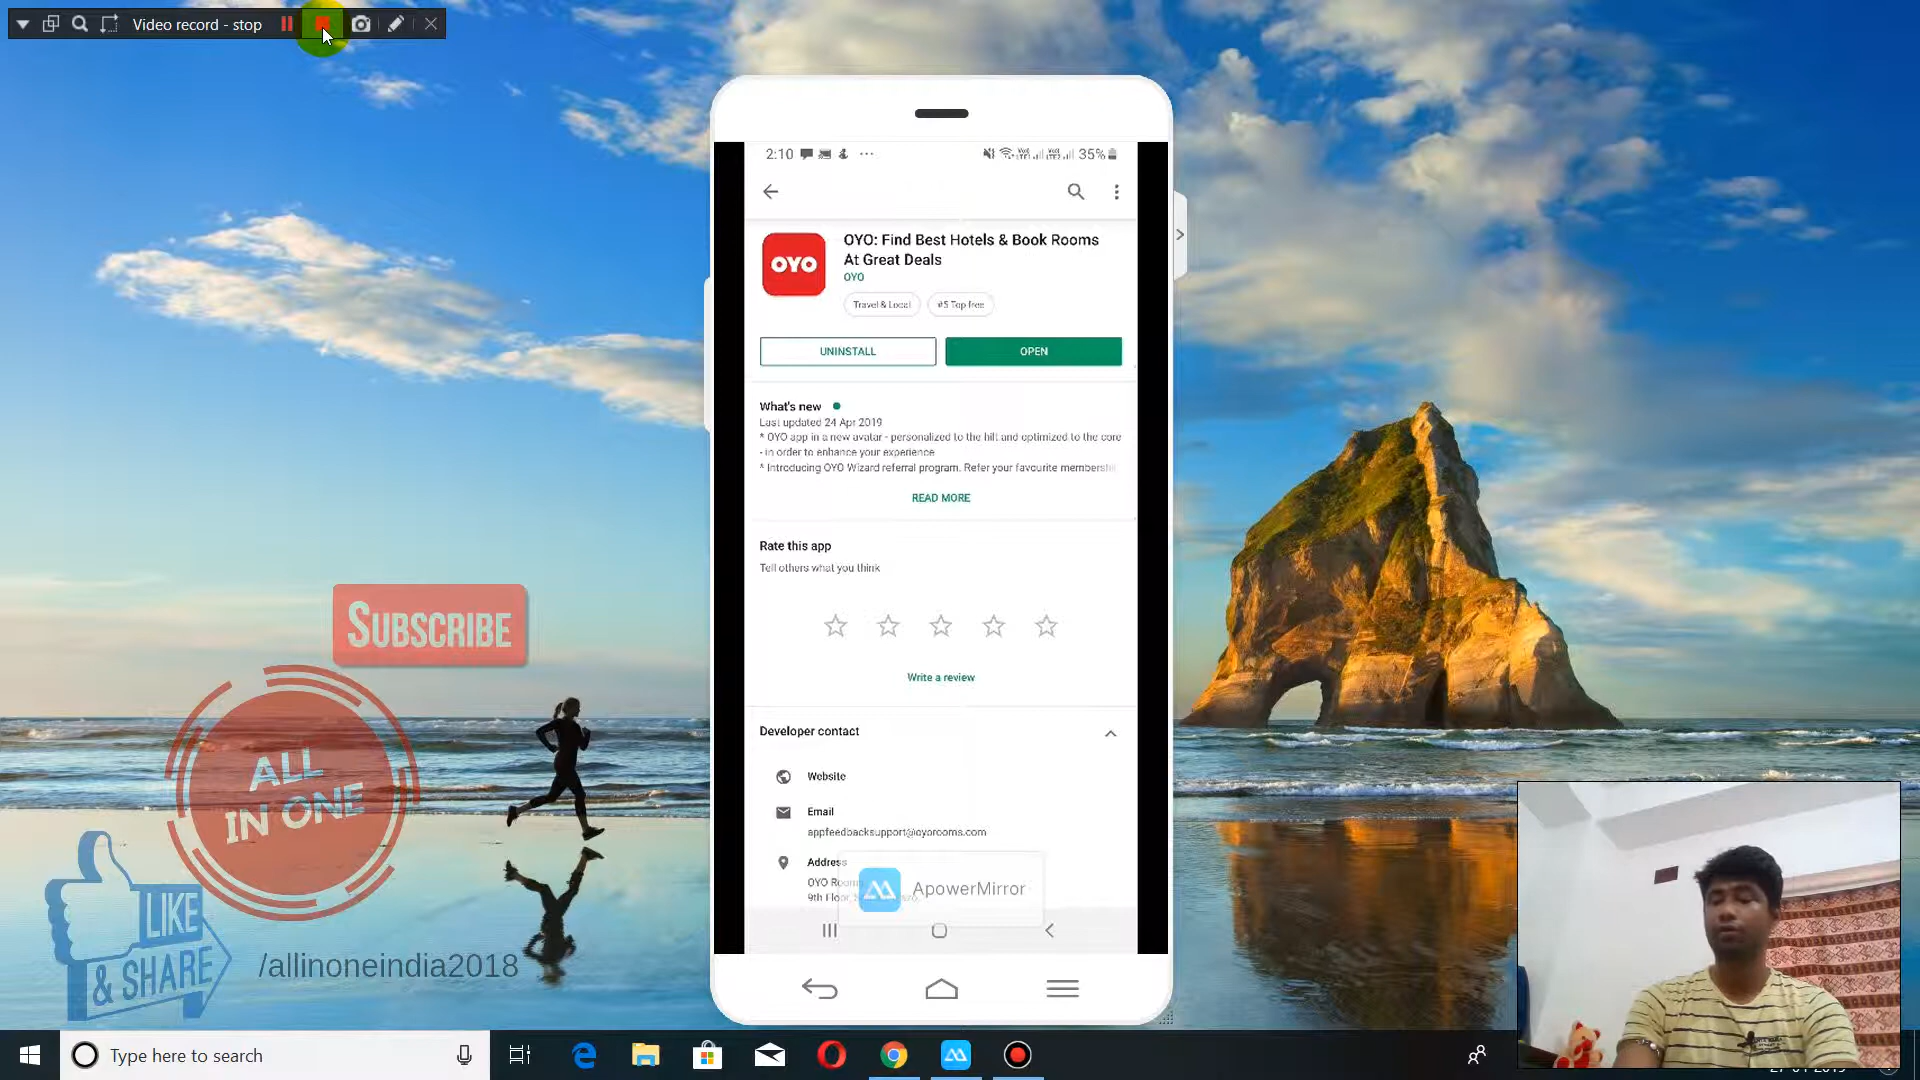 Video record - stop
2:10
35%
OYO
OYO: Find Best Hotels & Book Rooms
At Great Deals
OYO
Travel & Local
#5 Top free
UNINSTALL
OPEN
What's new
Last updated 24 Apr 2019
* OYO app in a new avatar - personalized to the hilt and optimized to the core
- in order to enhance your experience
* Introducing OYO Wizard referral program. Refer your favourite
READ MORE
Rate this app
Tell others what you think
Write a review
Developer contact
Website
Email
appfeedbacksupport@oyorooms.com
Address
OYO
9th Floor,
ApowerMirror
SUBSCRIBE
ALL
IN ONE
LIKE
& SHARE
/allinoneindia2018
Type here to search